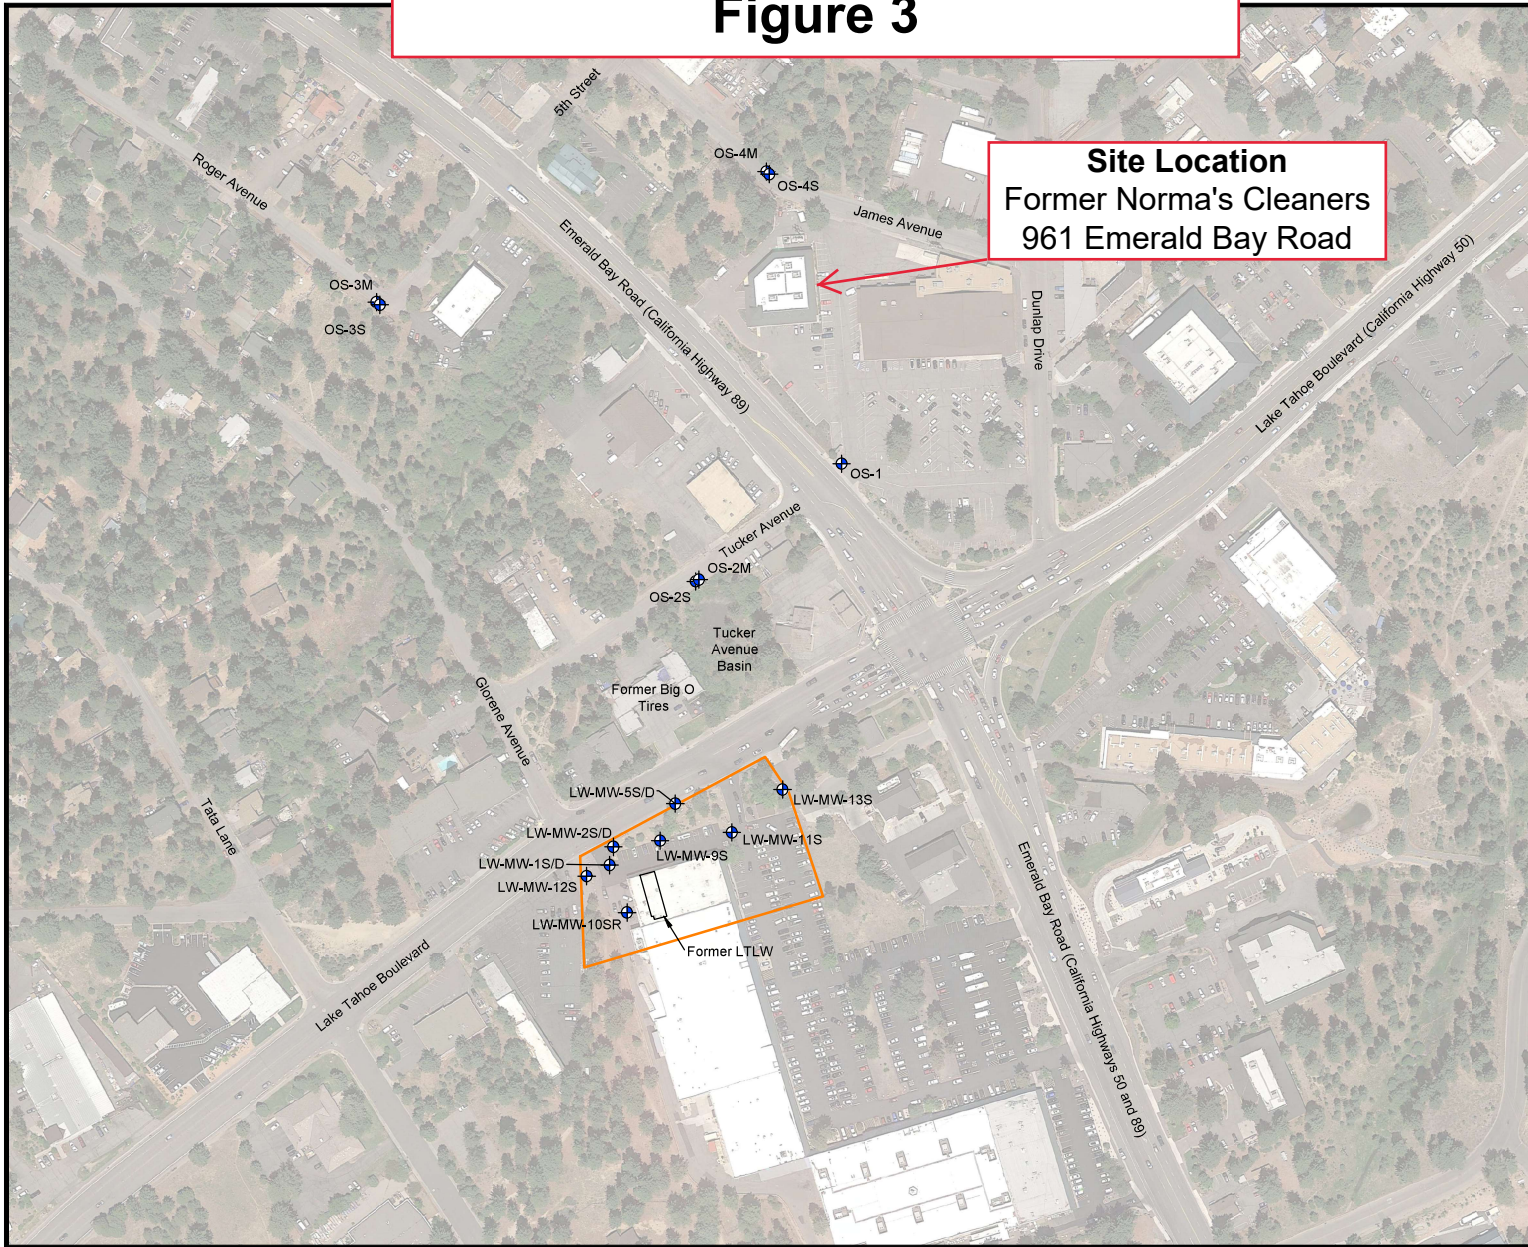 Figure 3
5th Street
Roger Avenue
OS-4M
OS-4S
Site Location
Former Norma's Cleaners
961 Emerald Bay Road
James Avenue
Emerald Bay Road (California Highway 89)
Lake Tahoe Boulevard (California Highway 50)
OS-3M
OS-3S
Dunlap Drive
OS-1
Tucker Avenue
OS-2M
OS-2S
Tucker
Avenue
Basin
Former Big O
Tires
Glorene Avenue
Tata Lane
LW-MW-5S/D
LW-MW-13S
LW-MW-2S/D
LW-MW-11S
LW-MW-9S
LW-MW-1S/D
LW-MW-12S
LW-MW-10SR
Former LTLW
Lake Tahoe Boulevard
Emerald Bay Road (California Highways 50 and 89)